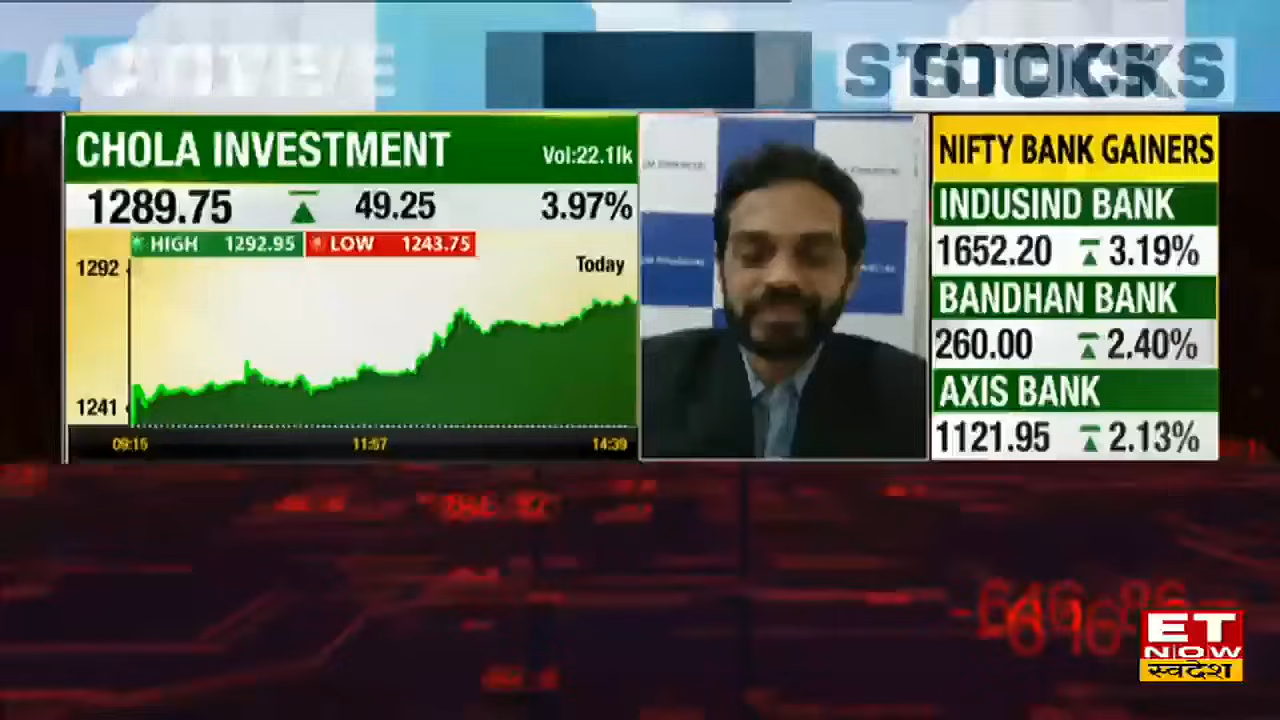 ACTIVE
STOCKS
CHOLA INVESTMENT
Vol:22.1lk
1289.75 49.25 3.97%
HIGH 1292.95 LOW 1243.75
1292
Today
1241
09:15 11:57 14:39
NIFTY BANK GAINERS
INDUSIND BANK
1652.20 3.19%
BANDHAN BANK
260.00 2.40%
AXIS BANK
1121.95 2.13%
ET
NOW
स्वदेश